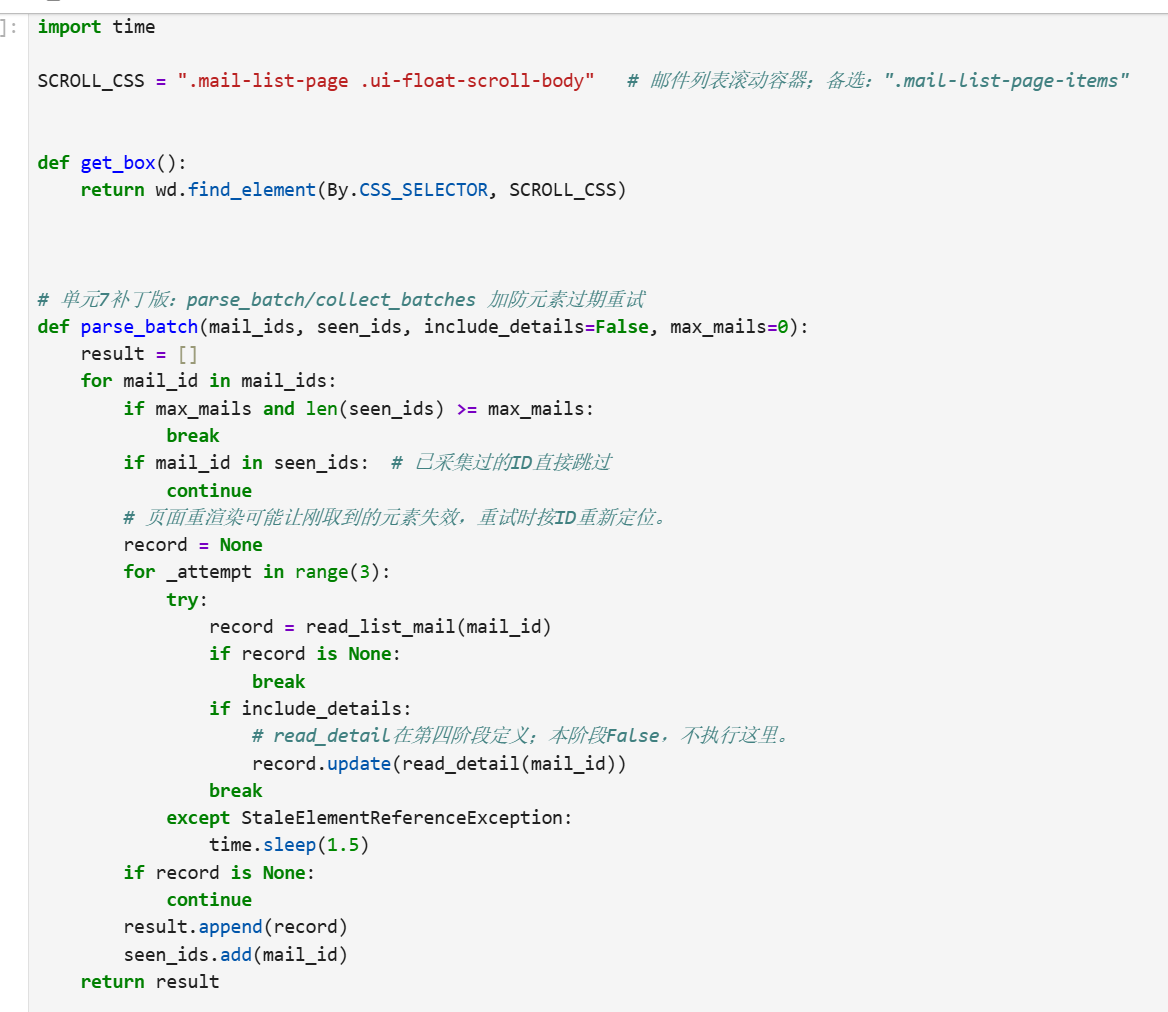 ]:
import time
SCROLL_CSS = ".mail-list-page .ui-float-scroll-body"   # 邮件列表滚动容器；备选：".mail-list-page-items"
def get_box():
    return wd.find_element(By.CSS_SELECTOR, SCROLL_CSS)
# 单元7补丁版：parse_batch/collect_batches 加防元素过期重试
def parse_batch(mail_ids, seen_ids, include_details=False, max_mails=0):
    result = []
    for mail_id in mail_ids:
        if max_mails and len(seen_ids) >= max_mails:
            break
        if mail_id in seen_ids:  # 已采集过的ID直接跳过
            continue
        # 页面重渲染可能让刚取到的元素失效，重试时按ID重新定位。
        record = None
        for _attempt in range(3):
            try:
                record = read_list_mail(mail_id)
                if record is None:
                    break
                if include_details:
                    # read_detail在第四阶段定义；本阶段False，不执行这里。
                    record.update(read_detail(mail_id))
                break
            except StaleElementReferenceException:
                time.sleep(1.5)
        if record is None:
            continue
        result.append(record)
        seen_ids.add(mail_id)
    return result